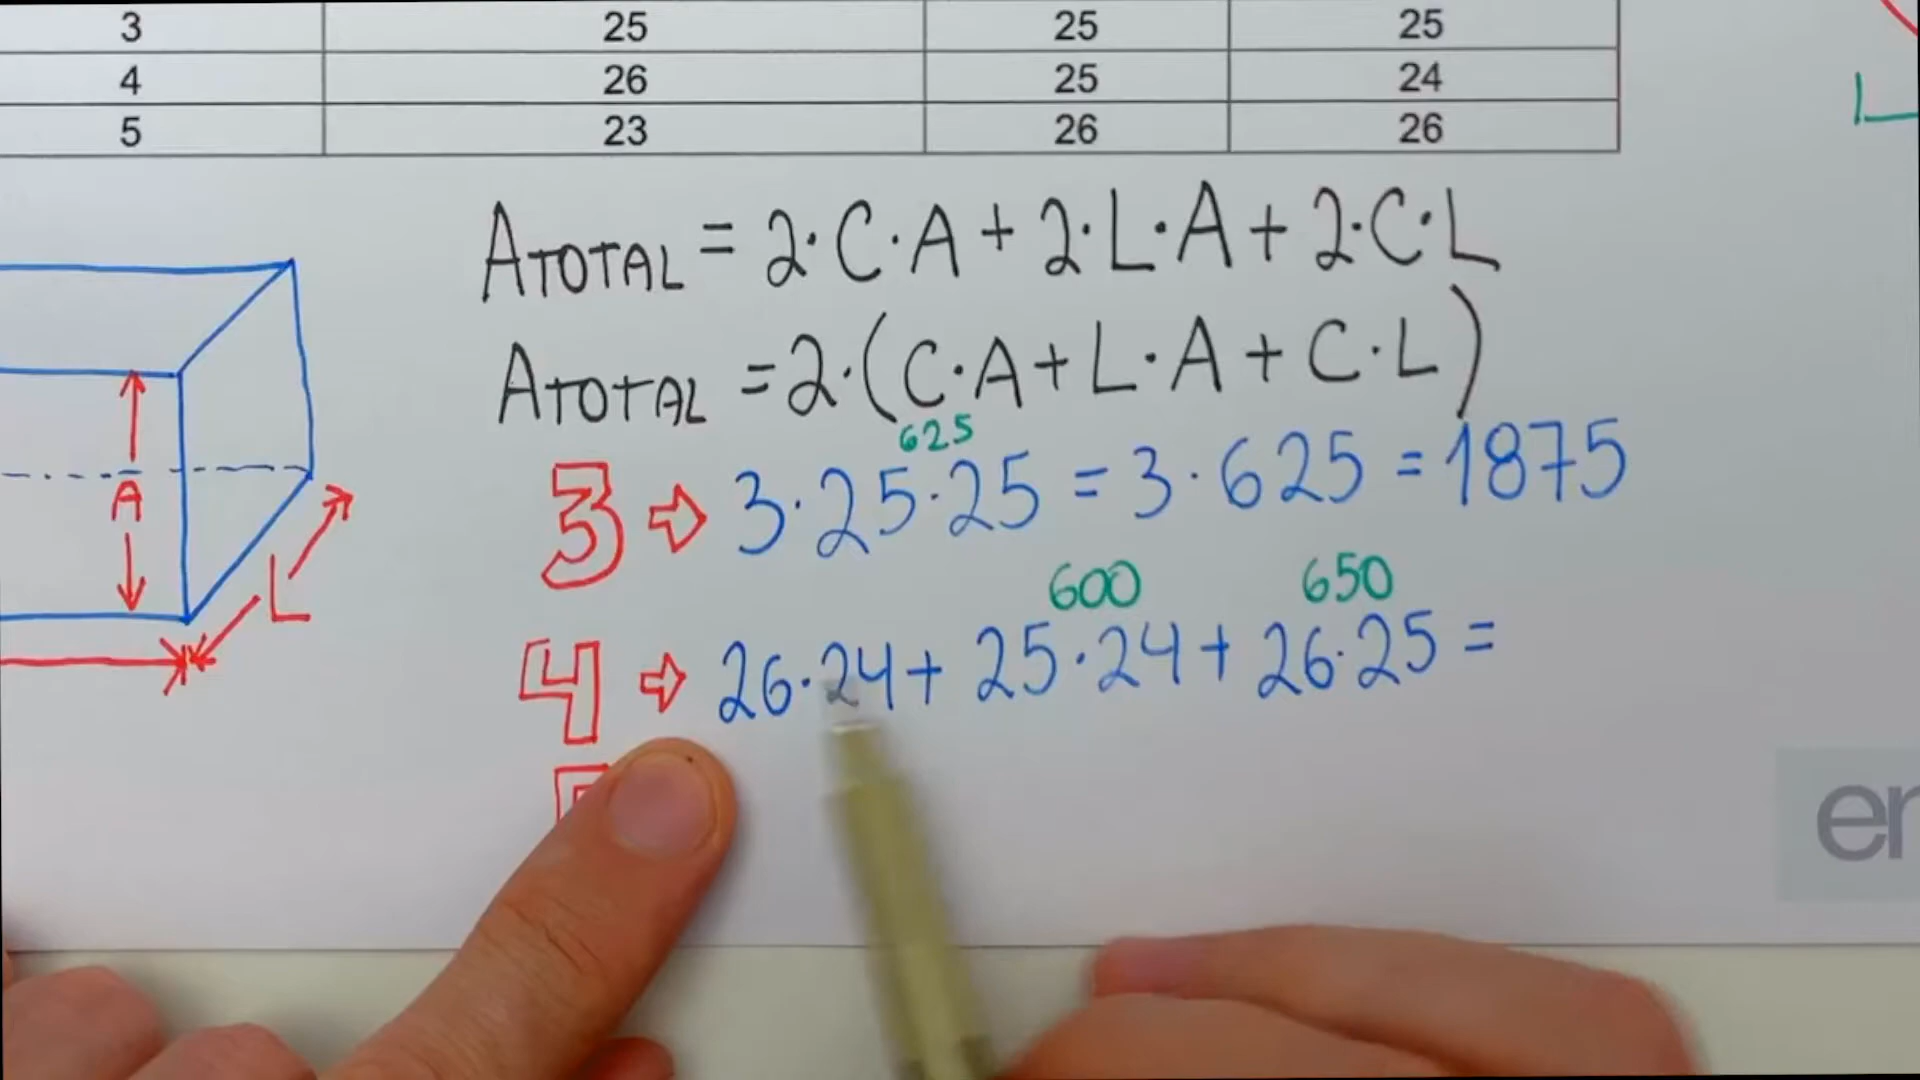 3 25 25 25
4 26 25 24
5 23 26 26
ATOTAL = 2·C·A + 2·L·A + 2·C·L
ATOTAL = 2·(C·A + L·A + C·L)
625
3 ⇨ 3·25·25 = 3·625 = 1875
600 650
4 ⇨ 26·24 + 25·24 + 26·25 =
A
L
L
er